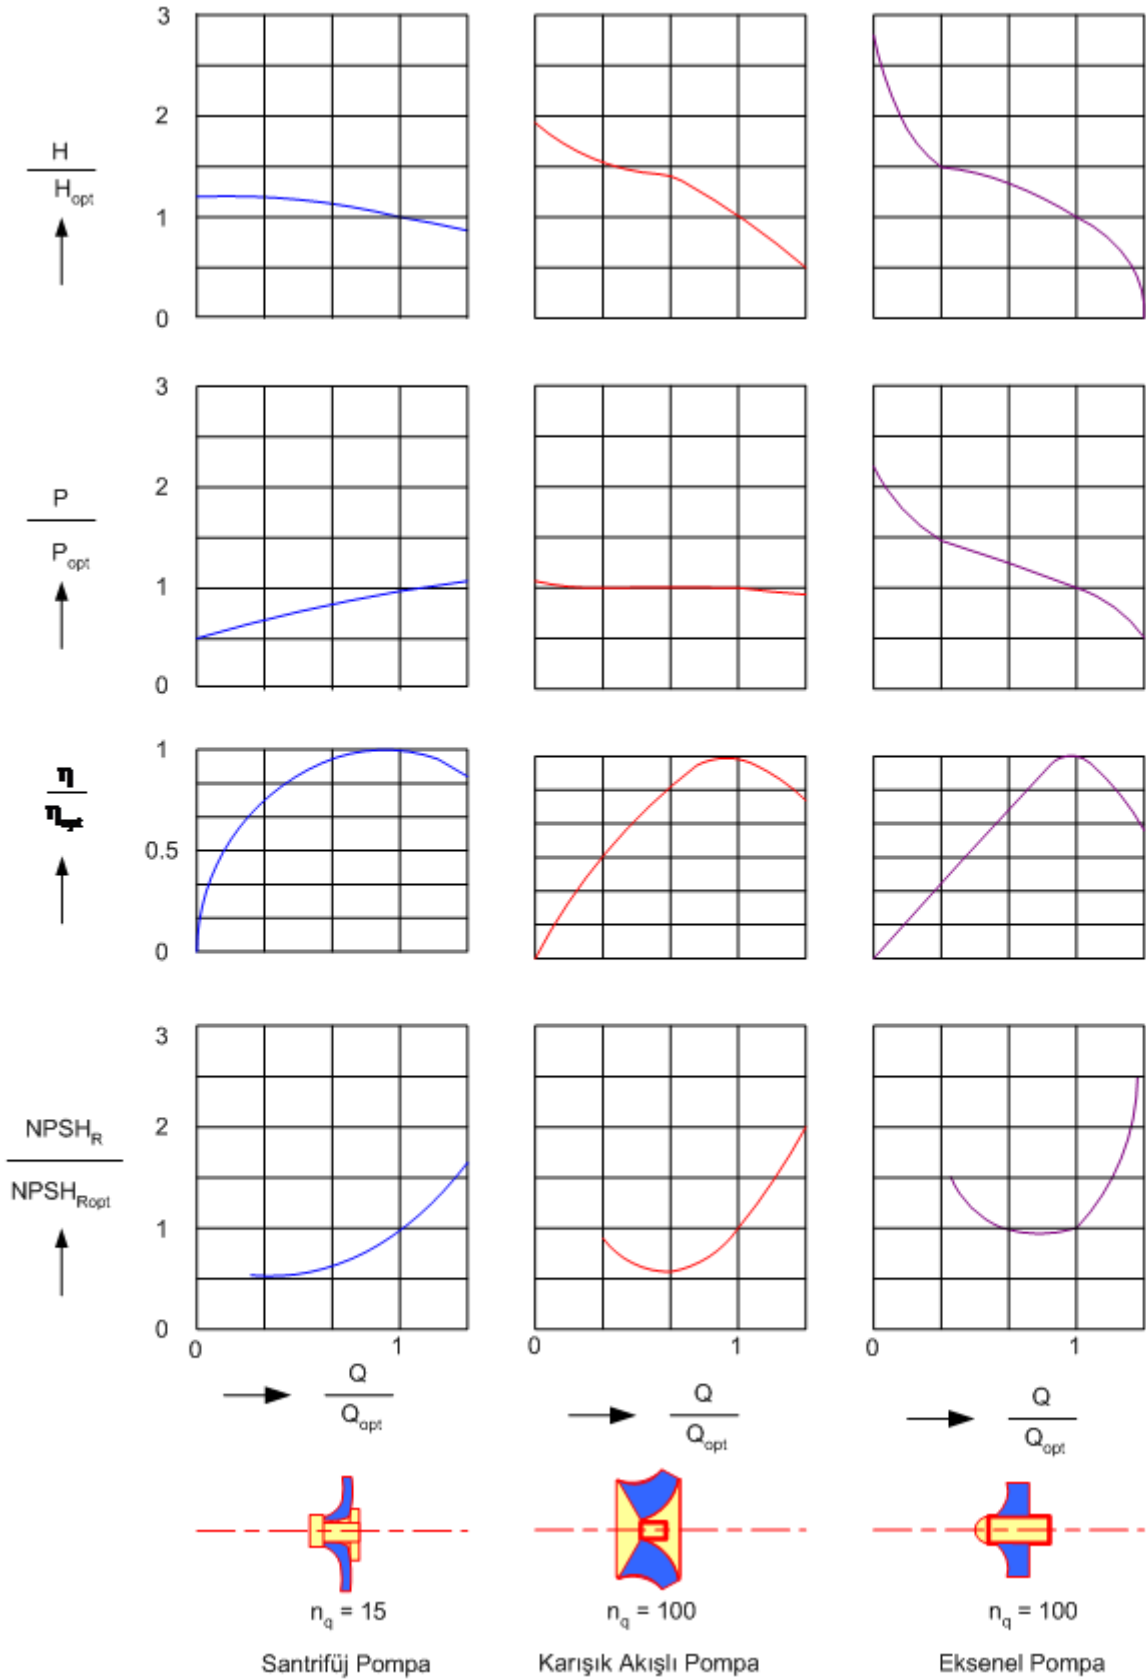 3
2
1
0
H
H_opt
3
2
1
0
P
P_opt
1
0.5
0
η
η_opt
3
2
1
0
NPSH_R
NPSH_Ropt
0 1
0 1
0 1
Q
Q_opt
Q
Q_opt
Q
Q_opt
n_q = 15
n_q = 100
n_q = 100
Santrifüj Pompa
Karışık Akışlı Pompa
Eksenel Pompa